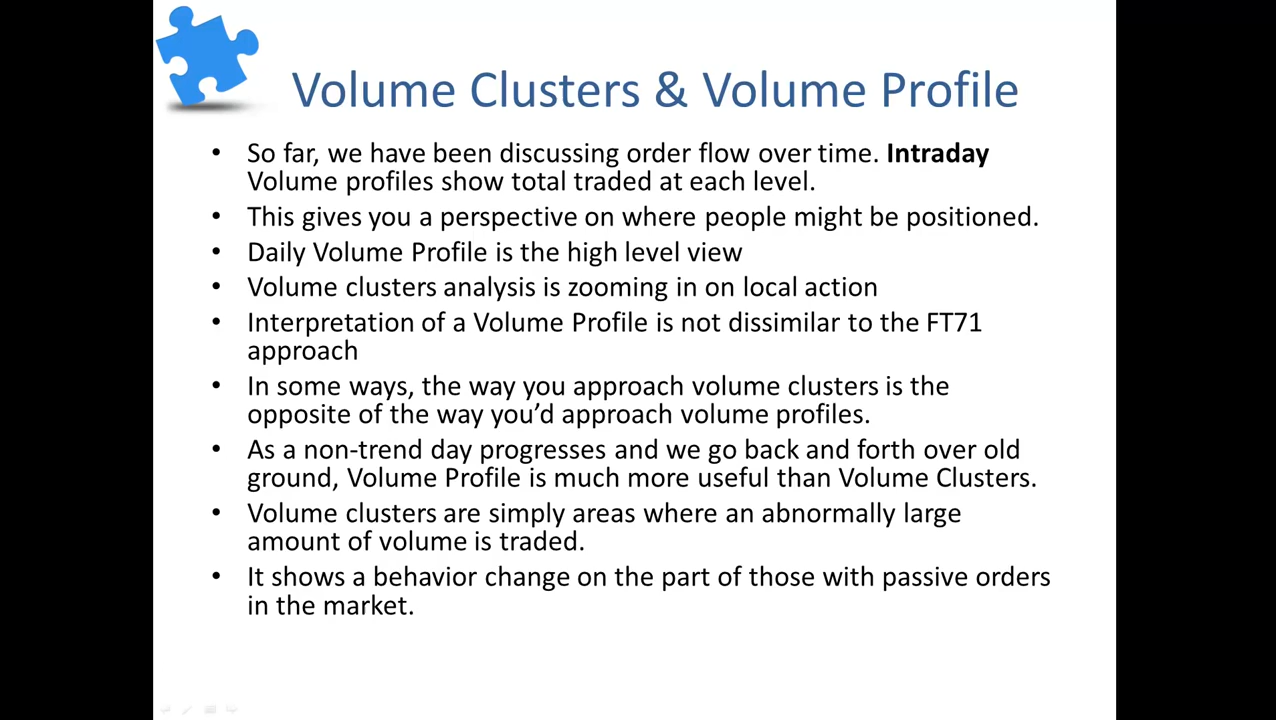 Volume Clusters & Volume Profile
• So far, we have been discussing order flow over time. Intraday
Volume profiles show total traded at each level.
• This gives you a perspective on where people might be positioned.
• Daily Volume Profile is the high level view
• Volume clusters analysis is zooming in on local action
• Interpretation of a Volume Profile is not dissimilar to the FT71
approach
• In some ways, the way you approach volume clusters is the
opposite of the way you’d approach volume profiles.
• As a non-trend day progresses and we go back and forth over old
ground, Volume Profile is much more useful than Volume Clusters.
• Volume clusters are simply areas where an abnormally large
amount of volume is traded.
• It shows a behavior change on the part of those with passive orders
in the market.